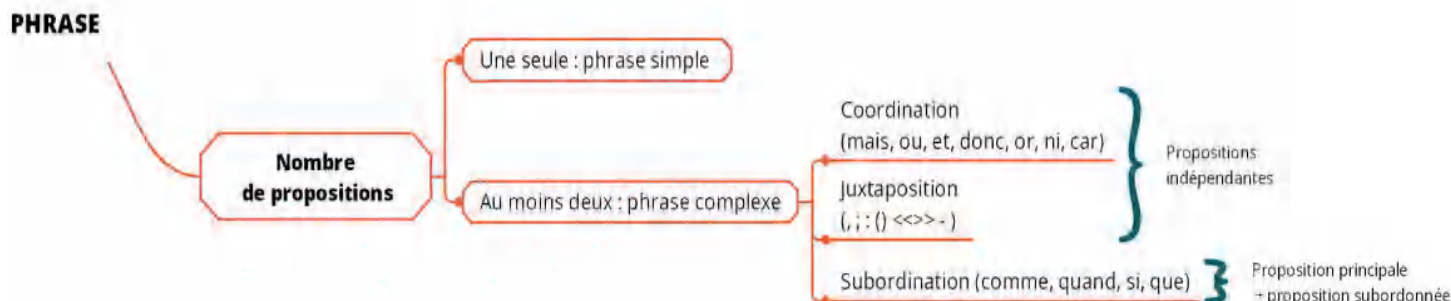 PHRASE
Nombre
de propositions
Une seule : phrase simple
Au moins deux : phrase complexe
Coordination
(mais, ou, et, donc, or, ni, car)
Juxtaposition
(, ; : () <<>> - )
Subordination (comme, quand, si, que)
Propositions
indépendantes
Proposition principale
+ proposition subordonnée